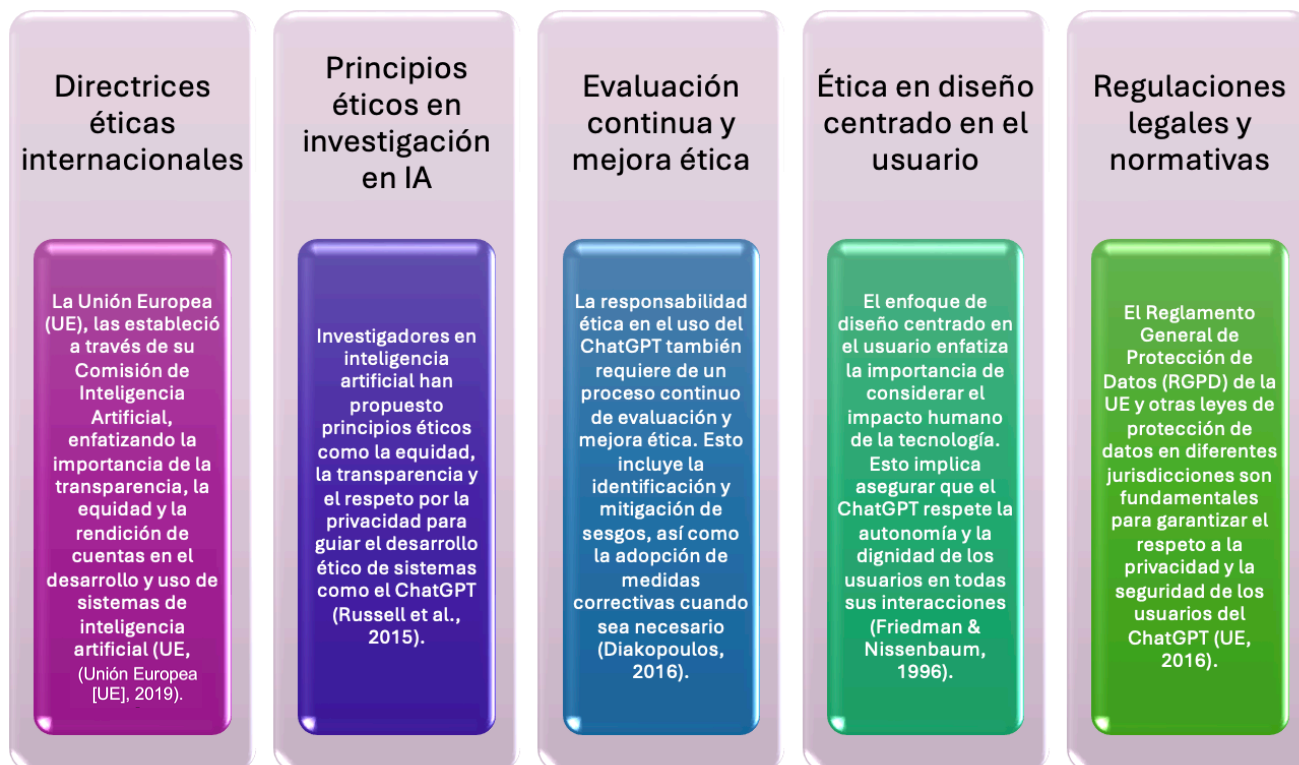 Directrices
éticas
internacionales
La Unión Europea
(UE), las estableció
a través de su
Comisión de
Inteligencia
Artificial,
enfatizando la
importancia de la
transparencia, la
equidad y la
rendición de
cuentas en el
desarrollo y uso de
sistemas de
inteligencia
artificial (UE,
(Unión Europea
[UE], 2019).
Principios
éticos en
investigación
en IA
Investigadores en
inteligencia
artificial han
propuesto
principios éticos
como la equidad,
la transparencia y
el respeto por la
privacidad para
guiar el desarrollo
ético de sistemas
como el ChatGPT
(Russell et al.,
2015).
Evaluación
continua y
mejora ética
La responsabilidad
ética en el uso del
ChatGPT también
requiere de un
proceso continuo
de evaluación y
mejora ética. Esto
incluye la
identificación y
mitigación de
sesgos, así como
la adopción de
medidas
correctivas cuando
sea necesario
(Diakopoulos,
2016).
Ética en diseño
centrado en el
usuario
El enfoque de
diseño centrado en
el usuario enfatiza
la importancia de
considerar el
impacto humano
de la tecnología.
Esto implica
asegurar que el
ChatGPT respete la
autonomía y la
dignidad de los
usuarios en todas
sus interacciones
(Friedman &
Nissenbaum,
1996).
Regulaciones
legales y
normativas
El Reglamento
General de
Protección de
Datos (RGPD) de la
UE y otras leyes de
protección de
datos en diferentes
jurisdicciones son
fundamentales
para garantizar el
respeto a la
privacidad y la
seguridad de los
usuarios del
ChatGPT (UE,
2016).